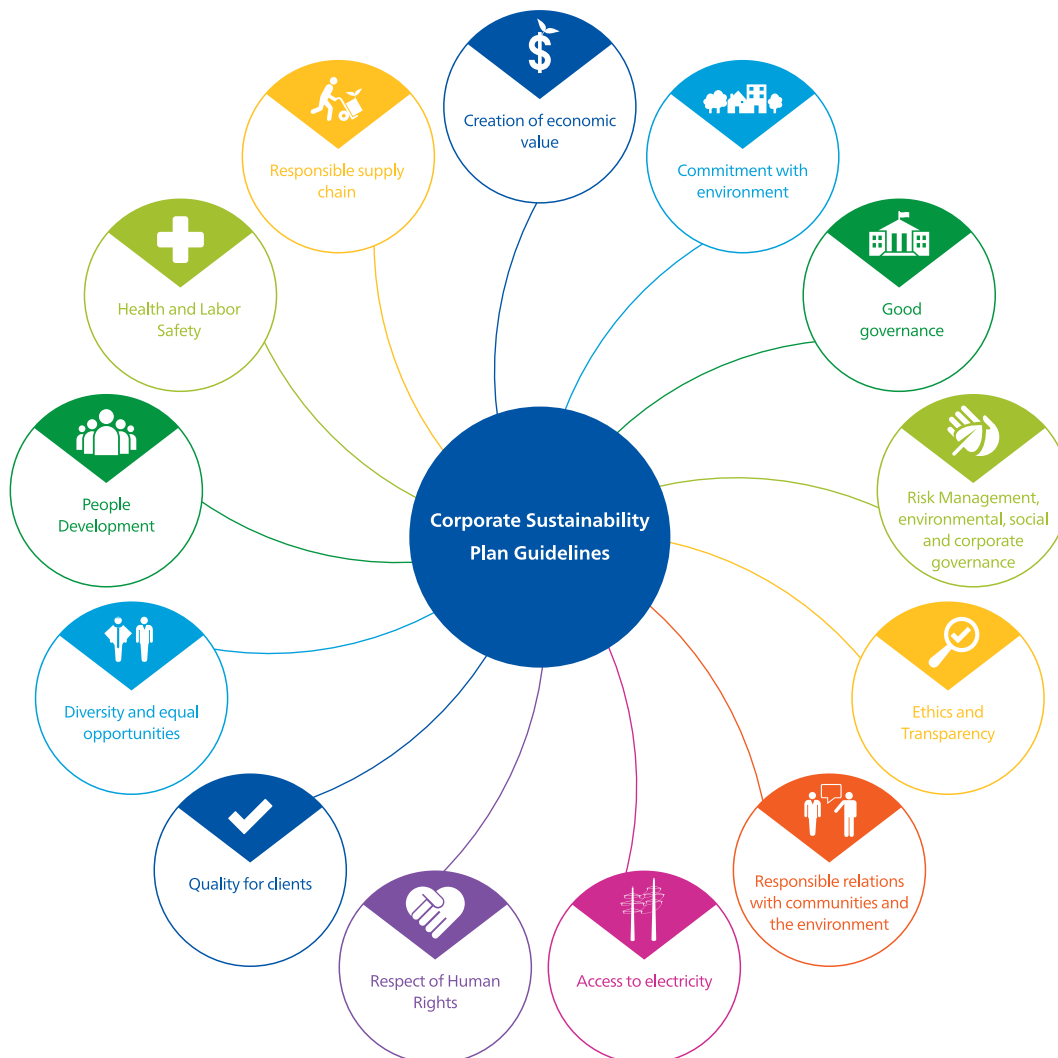 Creation of economic
value
Commitment with
environment
Good
governance
Risk Management,
environmental, social
and corporate
governance
Ethics and
Transparency
Responsible relations
with communities and
the environment
Access to electricity
Respect of Human
Rights
Quality for clients
Diversity and equal
opportunities
People
Development
Health and Labor
Safety
Responsible supply
chain
Corporate Sustainability
Plan Guidelines